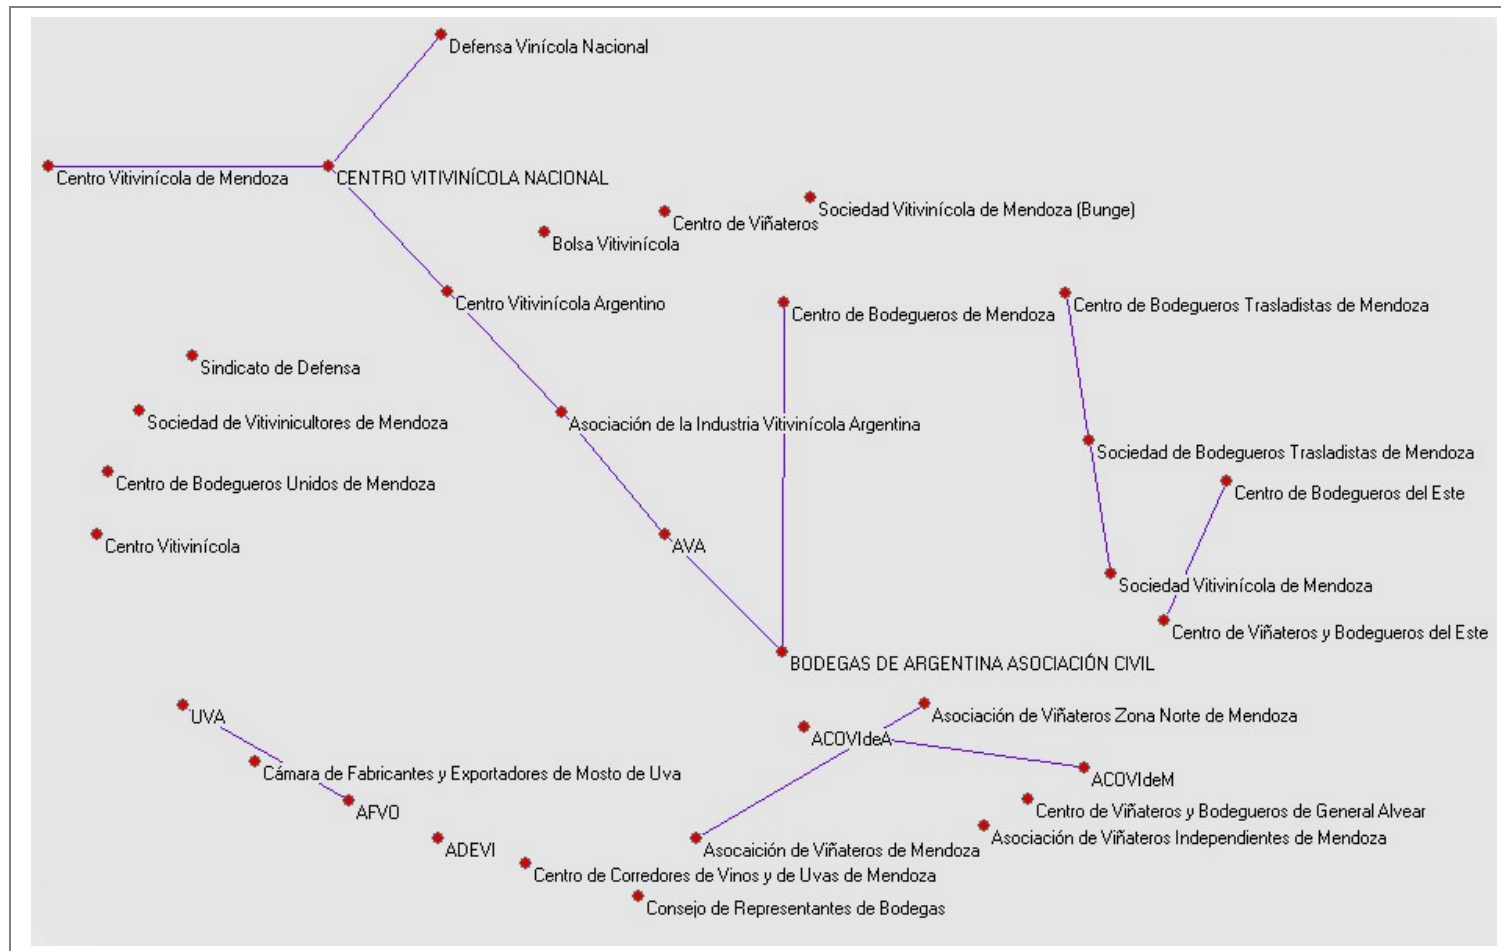 Defensa Vinícola Nacional
Centro Vitivinícola de Mendoza
CENTRO VITIVINÍCOLA NACIONAL
Sociedad Vitivinícola de Mendoza (Bunge)
Centro de Viñateros
Bolsa Vitivinícola
Centro Vitivinícola Argentino
Centro de Bodegueros de Mendoza
Centro de Bodegueros Trasladistas de Mendoza
Sindicato de Defensa
Sociedad de Vitivinicultores de Mendoza
Asociación de la Industria Vitivinícola Argentina
Sociedad de Bodegueros Trasladistas de Mendoza
Centro de Bodegueros Unidos de Mendoza
Centro de Bodegueros del Este
Centro Vitivinícola
AVA
Sociedad Vitivinícola de Mendoza
Centro de Viñateros y Bodegueros del Este
BODEGAS DE ARGENTINA ASOCIACIÓN CIVIL
UVA
Asociación de Viñateros Zona Norte de Mendoza
ACOVIdeA
Cámara de Fabricantes y Exportadores de Mosto de Uva
ACOVIdeM
AFVO
Centro de Viñateros y Bodegueros de General Alvear
Asociación de Viñateros Independientes de Mendoza
ADEVI
Asocaición de Viñateros de Mendoza
Centro de Corredores de Vinos y de Uvas de Mendoza
Consejo de Representantes de Bodegas